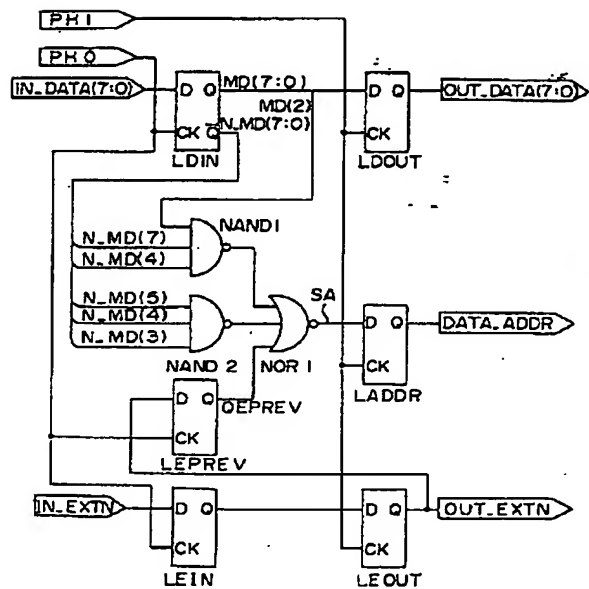 PH1
PH0
IN_DATA(7:0)
D Q
MD(7:0)
D Q
OUT_DATA(7:0)
MD(2)
CK Q
N_MD(7:0)
CK
LDIN
LDOUT
NAND1
N_MD(7)
N_MD(4)
N_MD(5)
N_MD(4)
N_MD(3)
SA
D Q
DATA_ADDR
NAND 2
NOR 1
CK
LADDR
D Q
QEPREV
CK
LEPREV
IN_EXTN
D Q
D Q
OUT_EXTN
CK
CK
LEIN
LEOUT